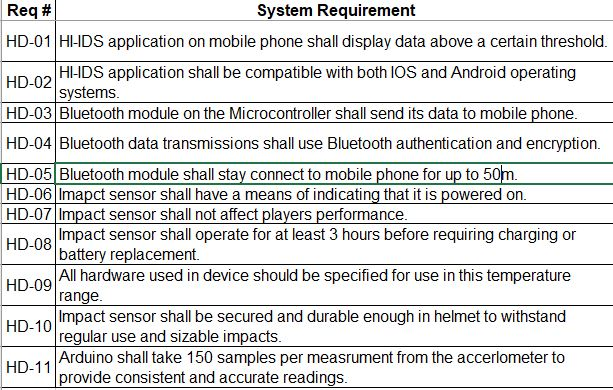 Req # System Requirement
HD-01 HI-IDS application on mobile phone shall display data above a certain threshold.
HD-02 HI-IDS application shall be compatible with both IOS and Android operating
systems.
HD-03 Bluetooth module on the Microcontroller shall send its data to mobile phone.
HD-04 Bluetooth data transmissions shall use Bluetooth authentication and encryption.
HD-05 Bluetooth module shall stay connect to mobile phone for up to 50m.
HD-06 Imapct sensor shall have a means of indicating that it is powered on.
HD-07 Impact sensor shall not affect players performance.
HD-08 Impact sensor shall operate for at least 3 hours before requiring charging or
battery replacement.
HD-09 All hardware used in device should be specified for use in this temperature
range.
HD-10 Impact sensor shall be secured and durable enough in helmet to withstand
regular use and sizable impacts.
HD-11 Arduino shall take 150 samples per measurment from the accerlometer to
provide consistent and accurate readings.